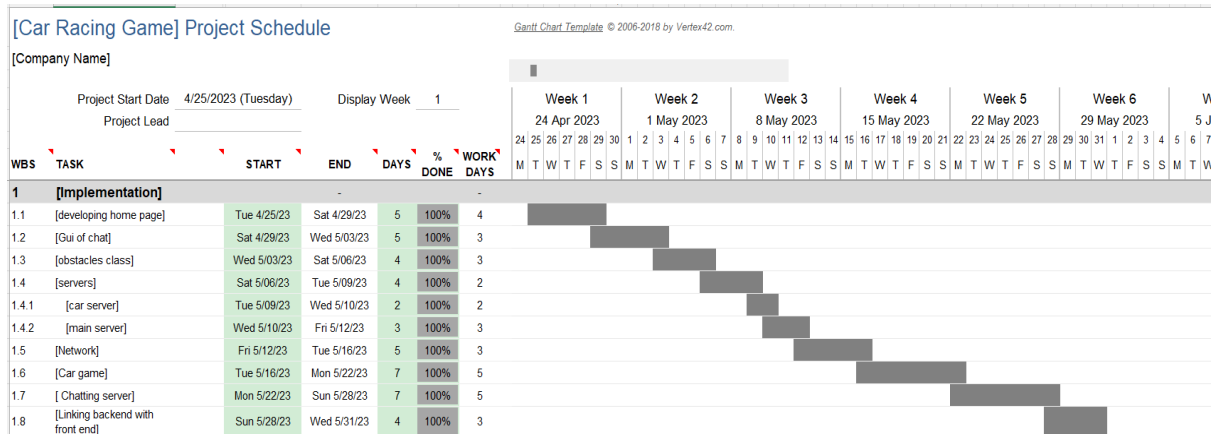 [Car Racing Game] Project Schedule
Gantt Chart Template © 2006-2018 by Vertex42.com.
[Company Name]
Project Start Date 4/25/2023 (Tuesday) Display Week 1
Project Lead
Week 1 Week 2 Week 3 Week 4 Week 5 Week 6 W
24 Apr 2023 1 May 2023 8 May 2023 15 May 2023 22 May 2023 29 May 2023 5 J
24 25 26 27 28 29 30 1 2 3 4 5 6 7 8 9 10 11 12 13 14 15 16 17 18 19 20 21 22 23 24 25 26 27 28 29 30 31 1 2 3 4 5 6 7
WBS TASK START END DAYS % DONE WORK DAYS M T W T F S S M T W T F S S M T W T F S S M T W T F S S M T W T F S S M T W T F S S M T W
1 [Implementation] - -
1.1 [developing home page] Tue 4/25/23 Sat 4/29/23 5 100% 4
1.2 [Gui of chat] Sat 4/29/23 Wed 5/03/23 5 100% 3
1.3 [obstacles class] Wed 5/03/23 Sat 5/06/23 4 100% 3
1.4 [servers] Sat 5/06/23 Tue 5/09/23 4 100% 2
1.4.1 [car server] Tue 5/09/23 Wed 5/10/23 2 100% 2
1.4.2 [main server] Wed 5/10/23 Fri 5/12/23 3 100% 3
1.5 [Network] Fri 5/12/23 Tue 5/16/23 5 100% 3
1.6 [Car game] Tue 5/16/23 Mon 5/22/23 7 100% 5
1.7 [ Chatting server] Mon 5/22/23 Sun 5/28/23 7 100% 5
1.8 [Linking backend with front end] Sun 5/28/23 Wed 5/31/23 4 100% 3